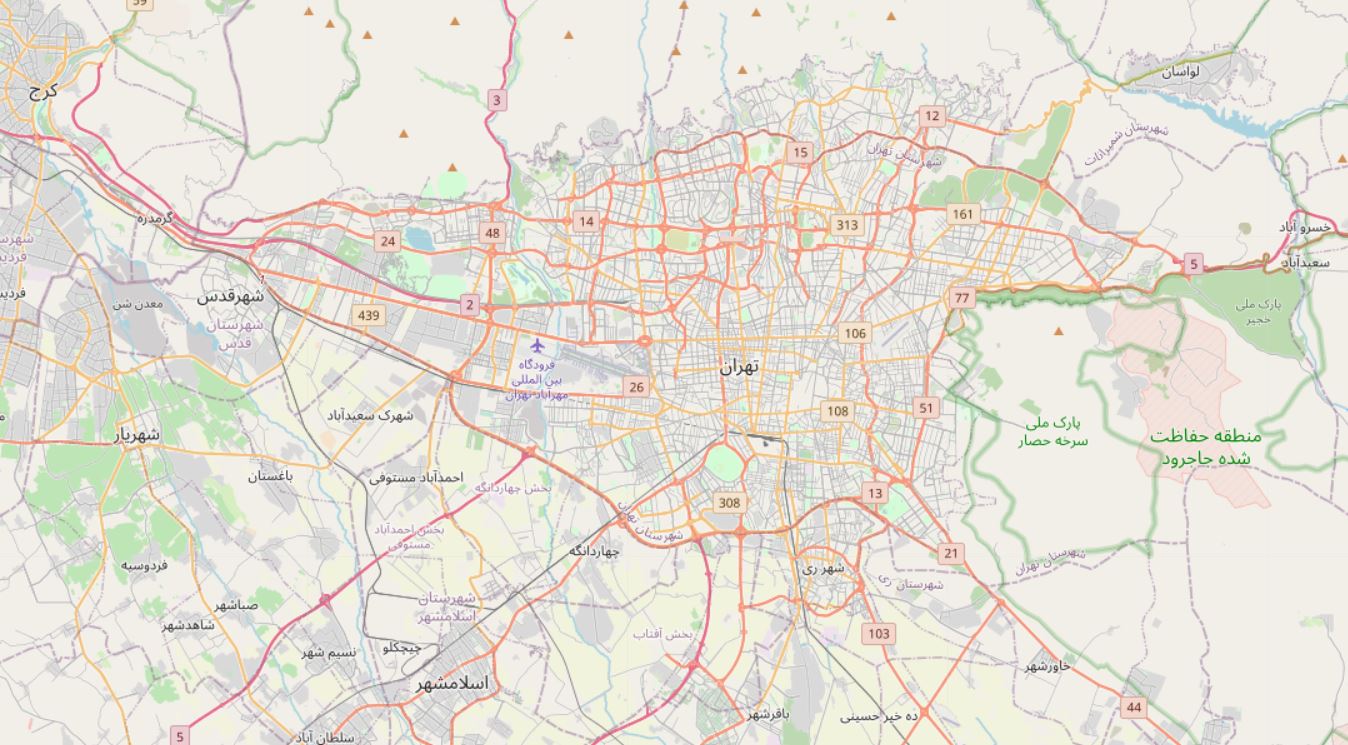 59
کرج
لواسان
3
12
شهرستان شمیرانات
15
شهرستان تهران
گرمدره
14
313
161
48
24
خسرو آباد
5
سعیدآباد
شهرقدس
معدن شن
2
77
پارک ملی
خجیر
439
شهرستان
قدس
106
فرودگاه
بین المللی
مهرآباد تهران
تهران
26
108
51
شهرک سعیدآباد
پارک ملی
سرخه حصار
منطقه حفاظت
شده جاجرود
شهریار
باغستان
احمدآباد مستوفی
بخش چهاردانگه
13
308
شهرستان تهران
بخش احمدآباد
مستوفی
چهاردانگه
21
شهرستان تهران
فردوسیه
شهر ری
شهرستان ری
شهرستان
اسلامشهر
صباشهر
شاهدشهر
بخش آفتاب
103
نسیم شهر
چیچکلو
خاورشهر
اسلامشهر
44
باقرشهر
ده خیر حسینی
5
سلطان آباد